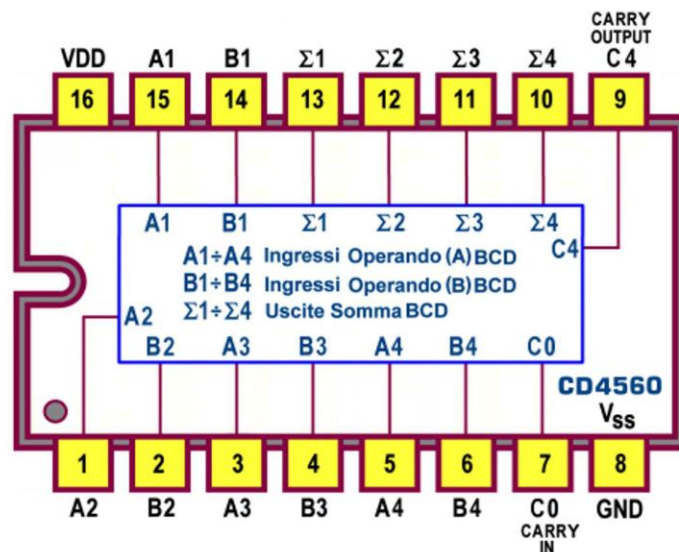 CARRY
OUTPUT
VDD A1 B1 Σ1 Σ2 Σ3 Σ4 C4
16 15 14 13 12 11 10 9
A1 B1 Σ1 Σ2 Σ3 Σ4
C4
A1÷A4 Ingressi Operando (A) BCD
B1÷B4 Ingressi Operando (B) BCD
Σ1÷Σ4 Uscite Somma BCD
A2
B2 A3 B3 A4 B4 C0
CD4560
VSS
1 2 3 4 5 6 7 8
A2 B2 A3 B3 A4 B4 C0 GND
CARRY
IN